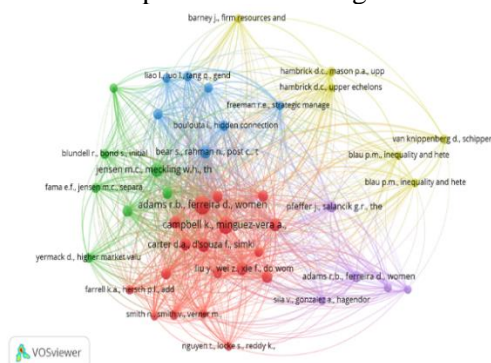 barney j., firm resources and
hambrick d.c., mason p.a., upp
hambrick d.c., upper echelons
liao l., luo l., tang q., gend
freeman r.e., strategic manage
boulouta i., hidden connection
van knippenberg d., schipper
blundell r., bond s., initial
bear s., rahman n., post c., t
blau p.m., inequality and hete
jensen m.c., meckling w.h., th
blau p.m., inequality and hete
fama e.f., jensen m.c., separa
adams r.b., ferreira d., women
pfeffer j., salancik g.r., the
campbell k., minguez-vera a.,
carter d.a., d'souza f., simki
yermack d., higher market valu
liu y., wei z., xie f., do wom
adams r.b., ferreira d., women
farrell k.a., hersch p.l., add
sila v., gonzalez a., hagendor
smith n., smith v., verner m
nguyen t., locke s., reddy k.,
VOSviewer